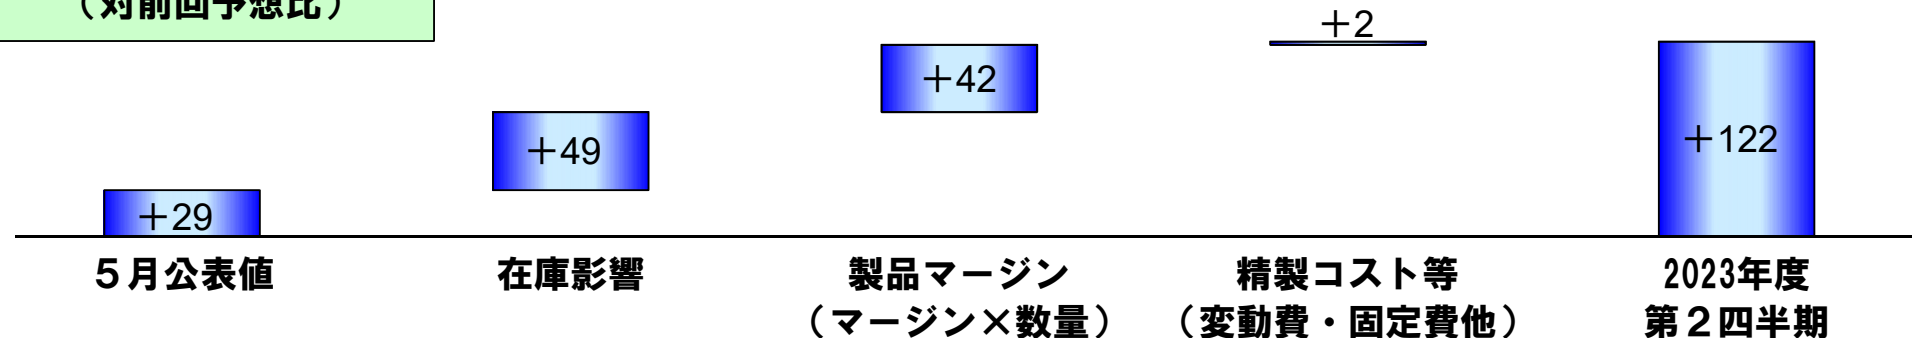 （対前回予想比）
＋2
＋42
＋122
＋49
＋29
５月公表値
在庫影響
製品マージン
（マージン×数量）
精製コスト等
（変動費・固定費他）
2023年度
第２四半期